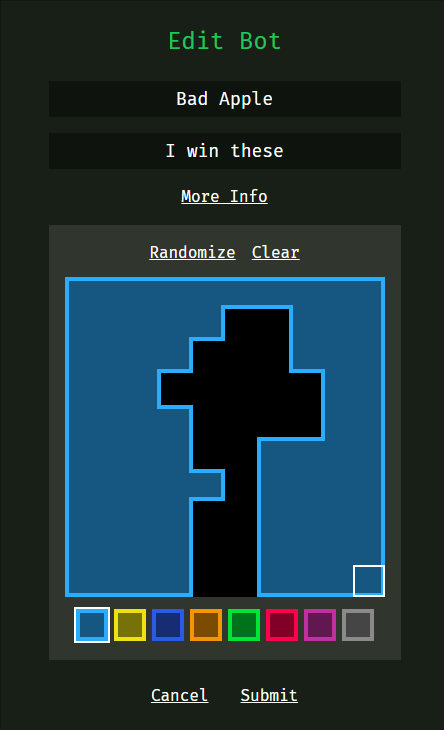 Edit Bot
Bad Apple
I win these
More Info
Randomize Clear
Cancel Submit